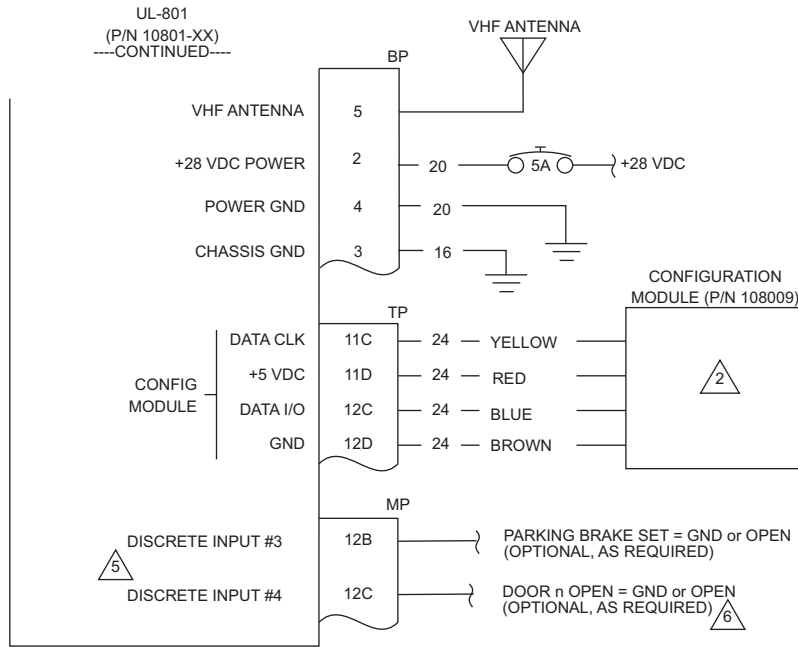 UL-801
(P/N 10801-XX)
----CONTINUED----
VHF ANTENNA
BP
VHF ANTENNA 5
+28 VDC POWER 2 20 5A +28 VDC
POWER GND 4 20
CHASSIS GND 3 16
CONFIGURATION
MODULE (P/N 108009)
TP
CONFIG
MODULE
DATA CLK 11C 24 YELLOW
+5 VDC 11D 24 RED
DATA I/O 12C 24 BLUE
GND 12D 24 BROWN
2
MP
DISCRETE INPUT #3 12B PARKING BRAKE SET = GND or OPEN
(OPTIONAL, AS REQUIRED)
5
DISCRETE INPUT #4 12C DOOR n OPEN = GND or OPEN
(OPTIONAL, AS REQUIRED) 6